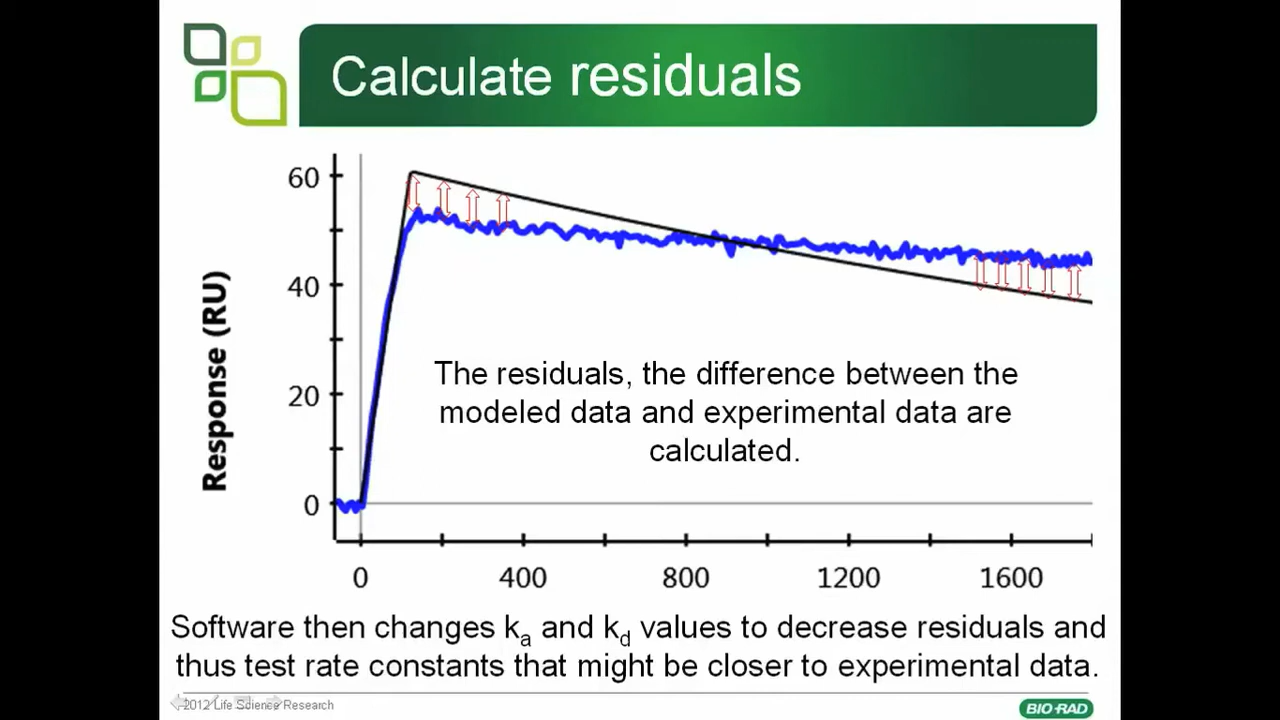 Calculate residuals
60
40
20
0
Response (RU)
The residuals, the difference between the
modeled data and experimental data are
calculated.
0 400 800 1200 1600
Software then changes ka and kd values to decrease residuals and
thus test rate constants that might be closer to experimental data.
2012 Life Science Research
BIO-RAD